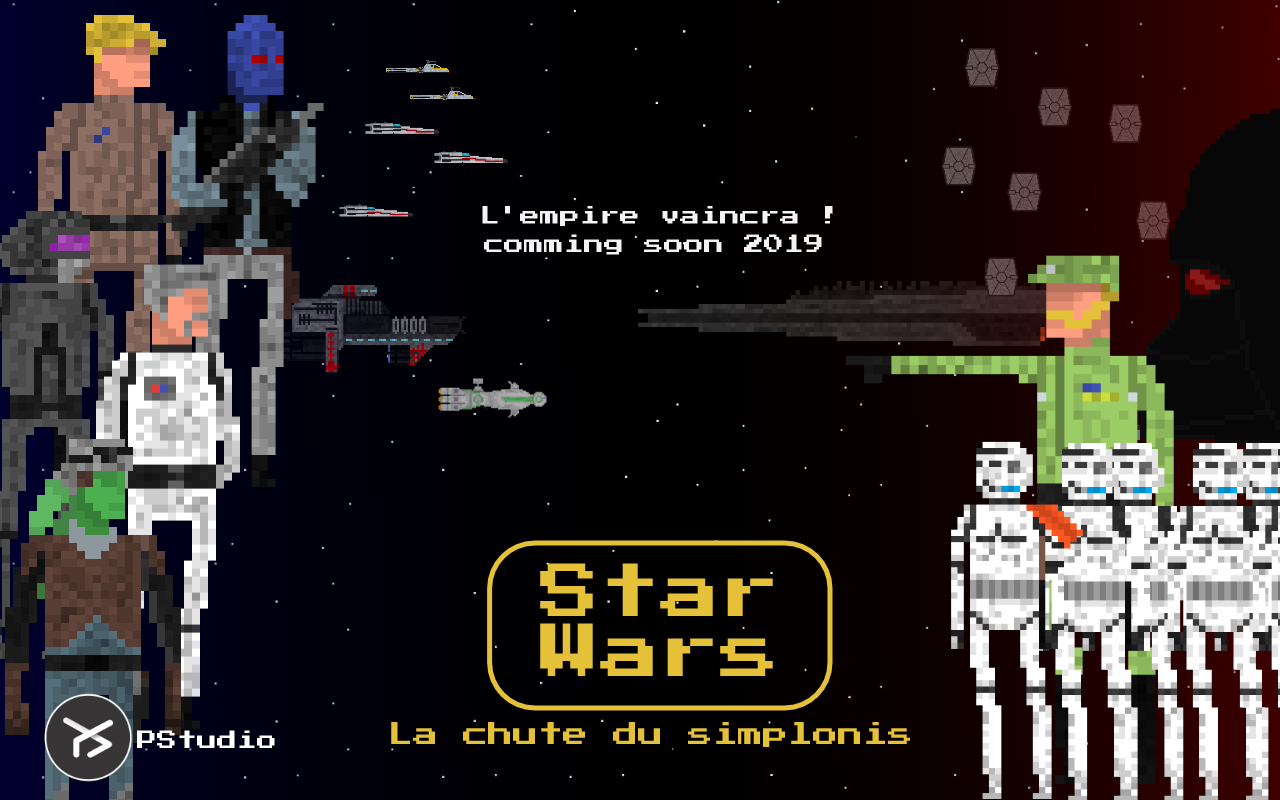 L'empire vaincra !
comming soon 2019
Star
Wars
La chute du simplonis
PStudio